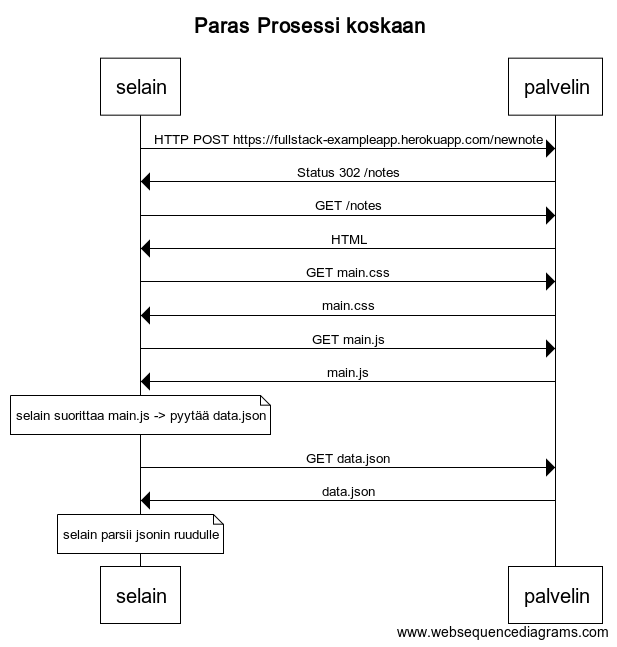 Paras Prosessi koskaan
selain
palvelin
HTTP POST https://fullstack-exampleapp.herokuapp.com/newnote
Status 302 /notes
GET /notes
HTML
GET main.css
main.css
GET main.js
main.js
selain suorittaa main.js -> pyytää data.json
GET data.json
data.json
selain parsii jsonin ruudulle
selain
palvelin
www.websequencediagrams.com